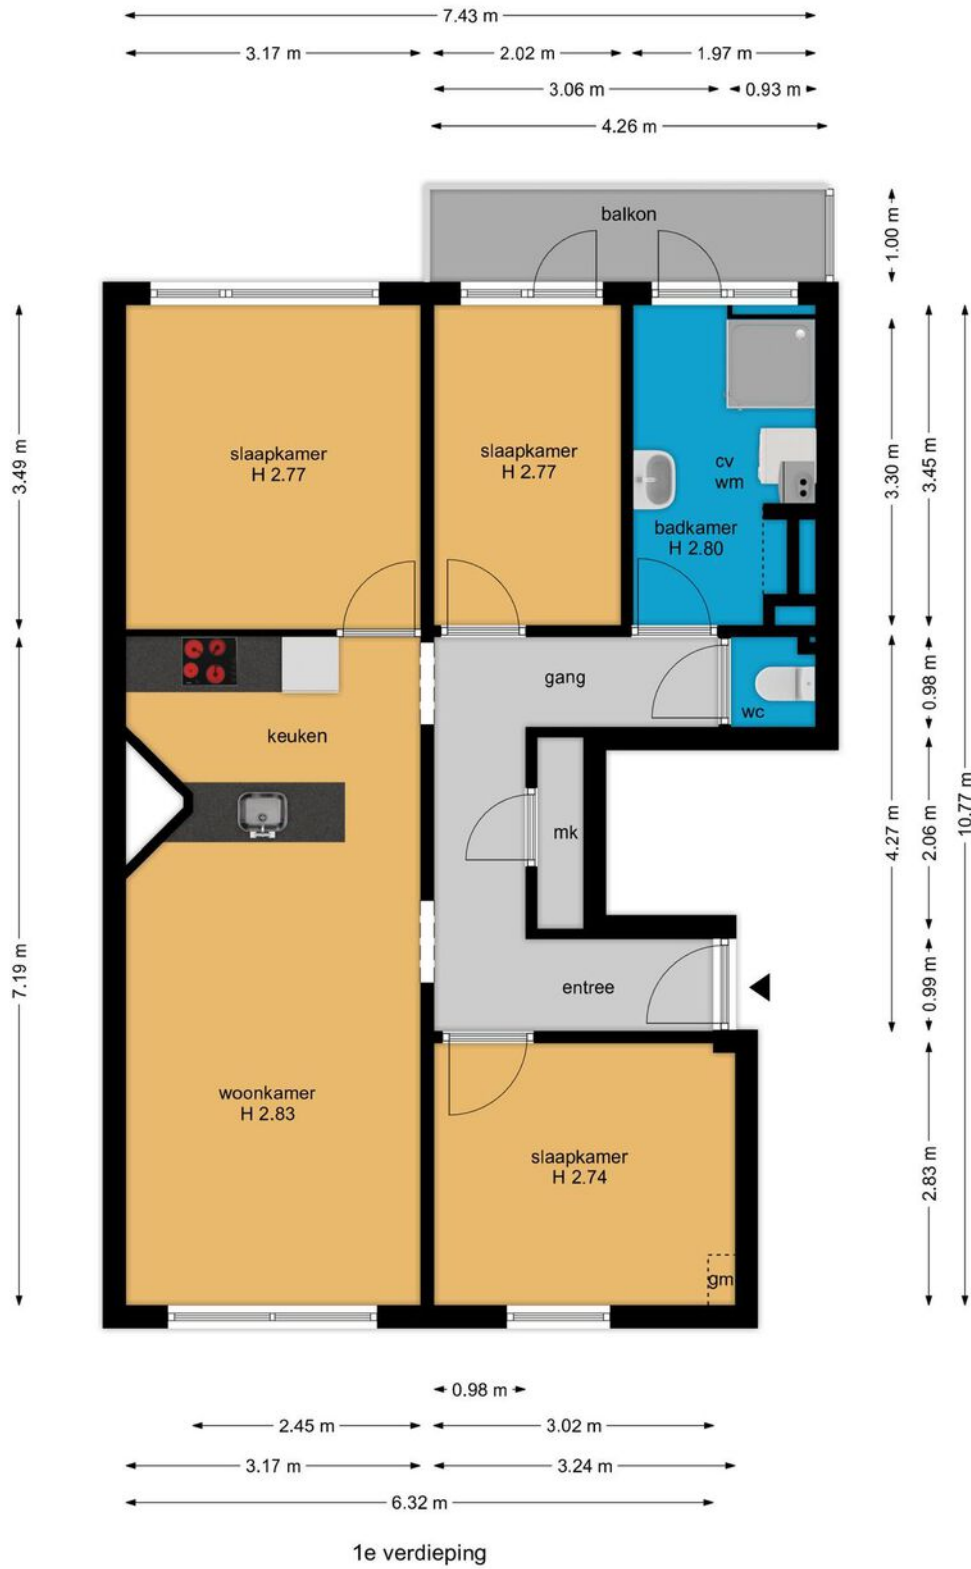 7.43 m
3.17 m
2.02 m
1.97 m
3.06 m
0.93 m
4.26 m
balkon
1.00 m
slaapkamer
H 2.77
slaapkamer
H 2.77
cv
wm
badkamer
H 2.80
3.49 m
3.30 m
3.45 m
gang
wc
keuken
mk
0.98 m
4.27 m
2.06 m
10.77 m
7.19 m
entree
0.99 m
woonkamer
H 2.83
slaapkamer
H 2.74
gm
2.83 m
0.98 m
2.45 m
3.02 m
3.17 m
3.24 m
6.32 m
1e verdieping